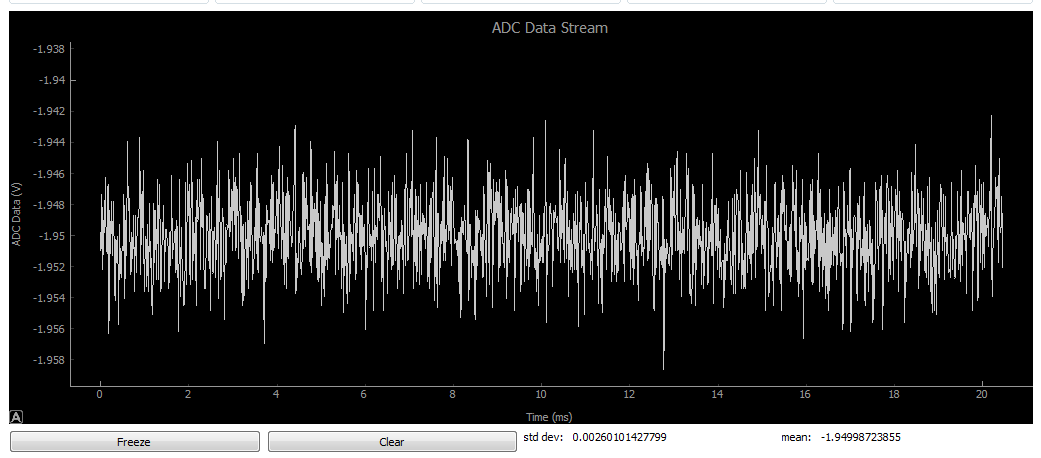 ADC Data Stream
-1.938
-1.94
-1.942
-1.944
-1.946
-1.948
-1.95
-1.952
-1.954
-1.956
-1.958
ADC Data (V)
0 2 4 6 8 10 12 14 16 18 20
Time (ms)
A
Freeze Clear std dev: 0.00260101427799 mean: -1.94998723855